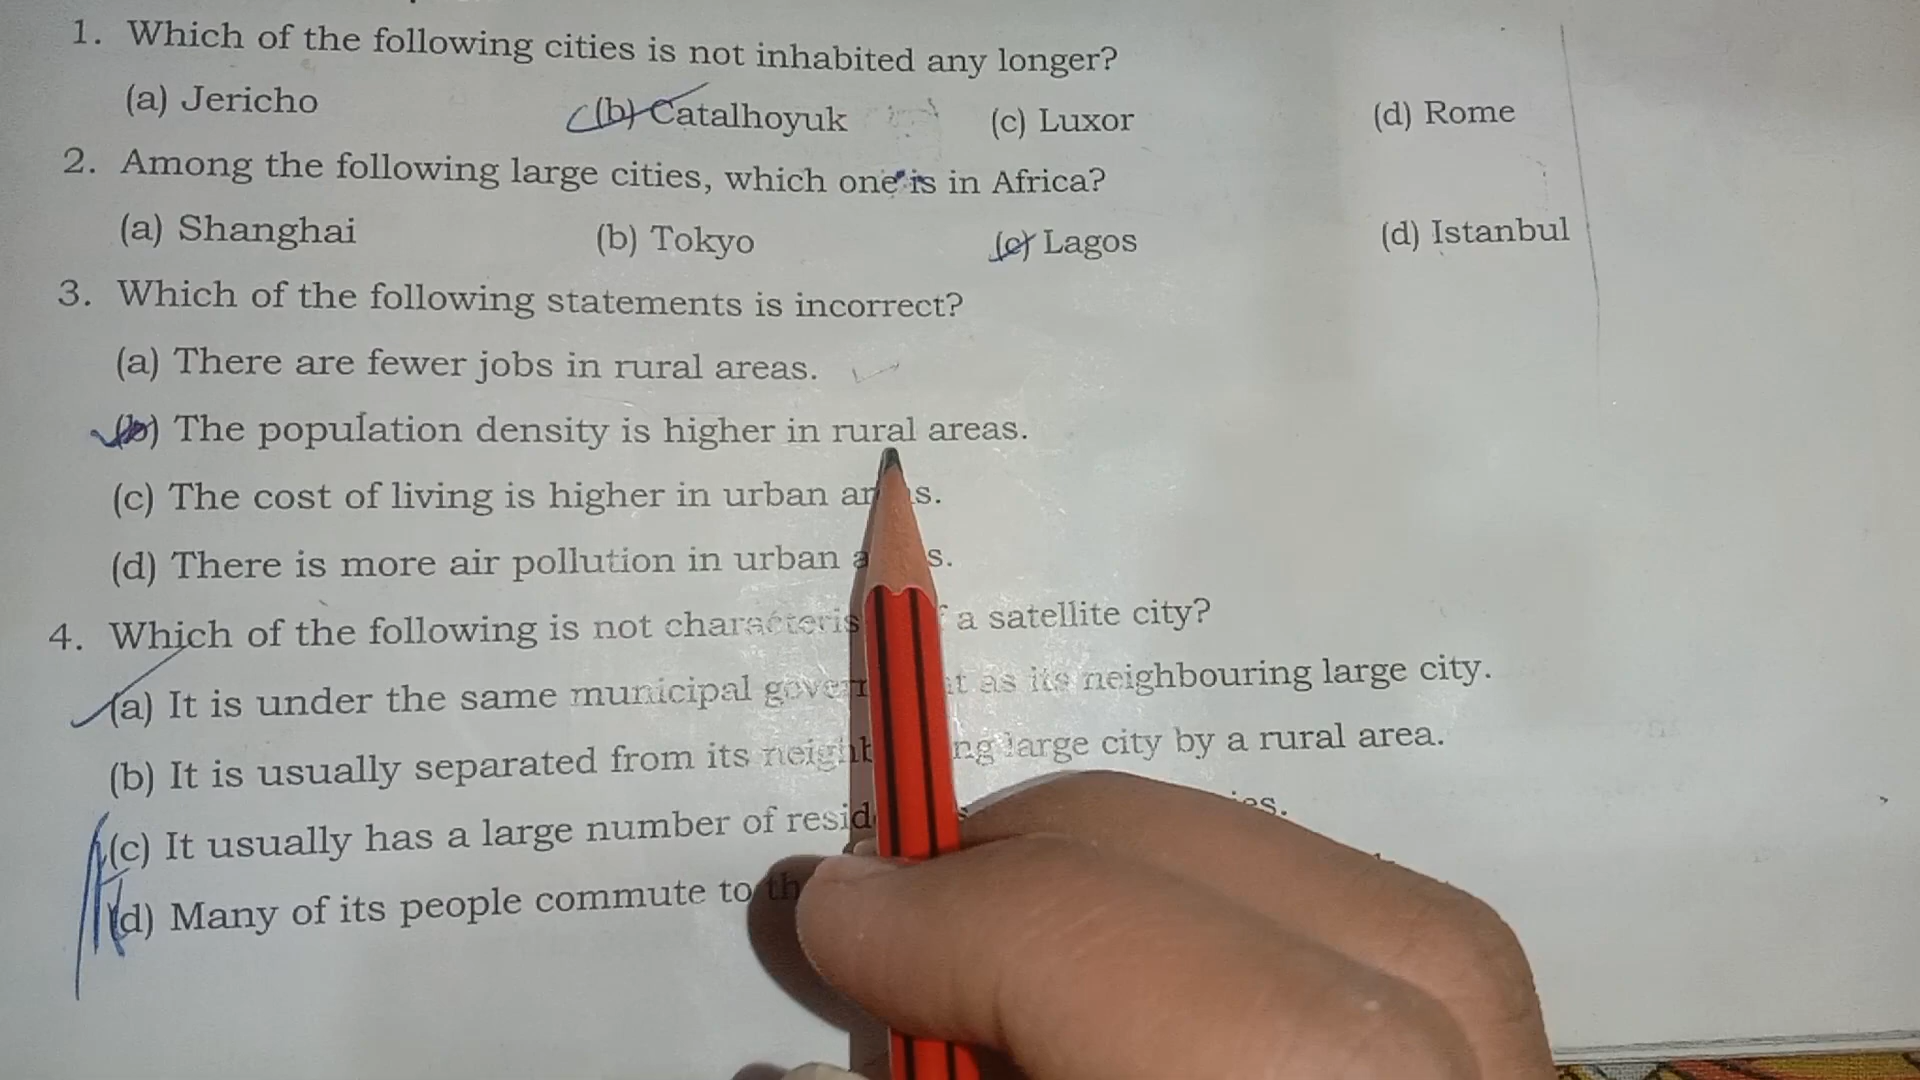 1. Which of the following cities is not inhabited any longer?
(a) Jericho (b) Catalhoyuk (c) Luxor (d) Rome
2. Among the following large cities, which one is in Africa?
(a) Shanghai (b) Tokyo (c) Lagos (d) Istanbul
3. Which of the following statements is incorrect?
(a) There are fewer jobs in rural areas.
(b) The population density is higher in rural areas.
(c) The cost of living is higher in urban
(d) There is more air pollution in urban
4. Which of the following is not a satellite city?
(a) It is under the same municipal as its neighbouring large city.
(b) It is usually separated from its large city by a rural area.
(c) It usually has a large number of
(d) Many of its people commute to